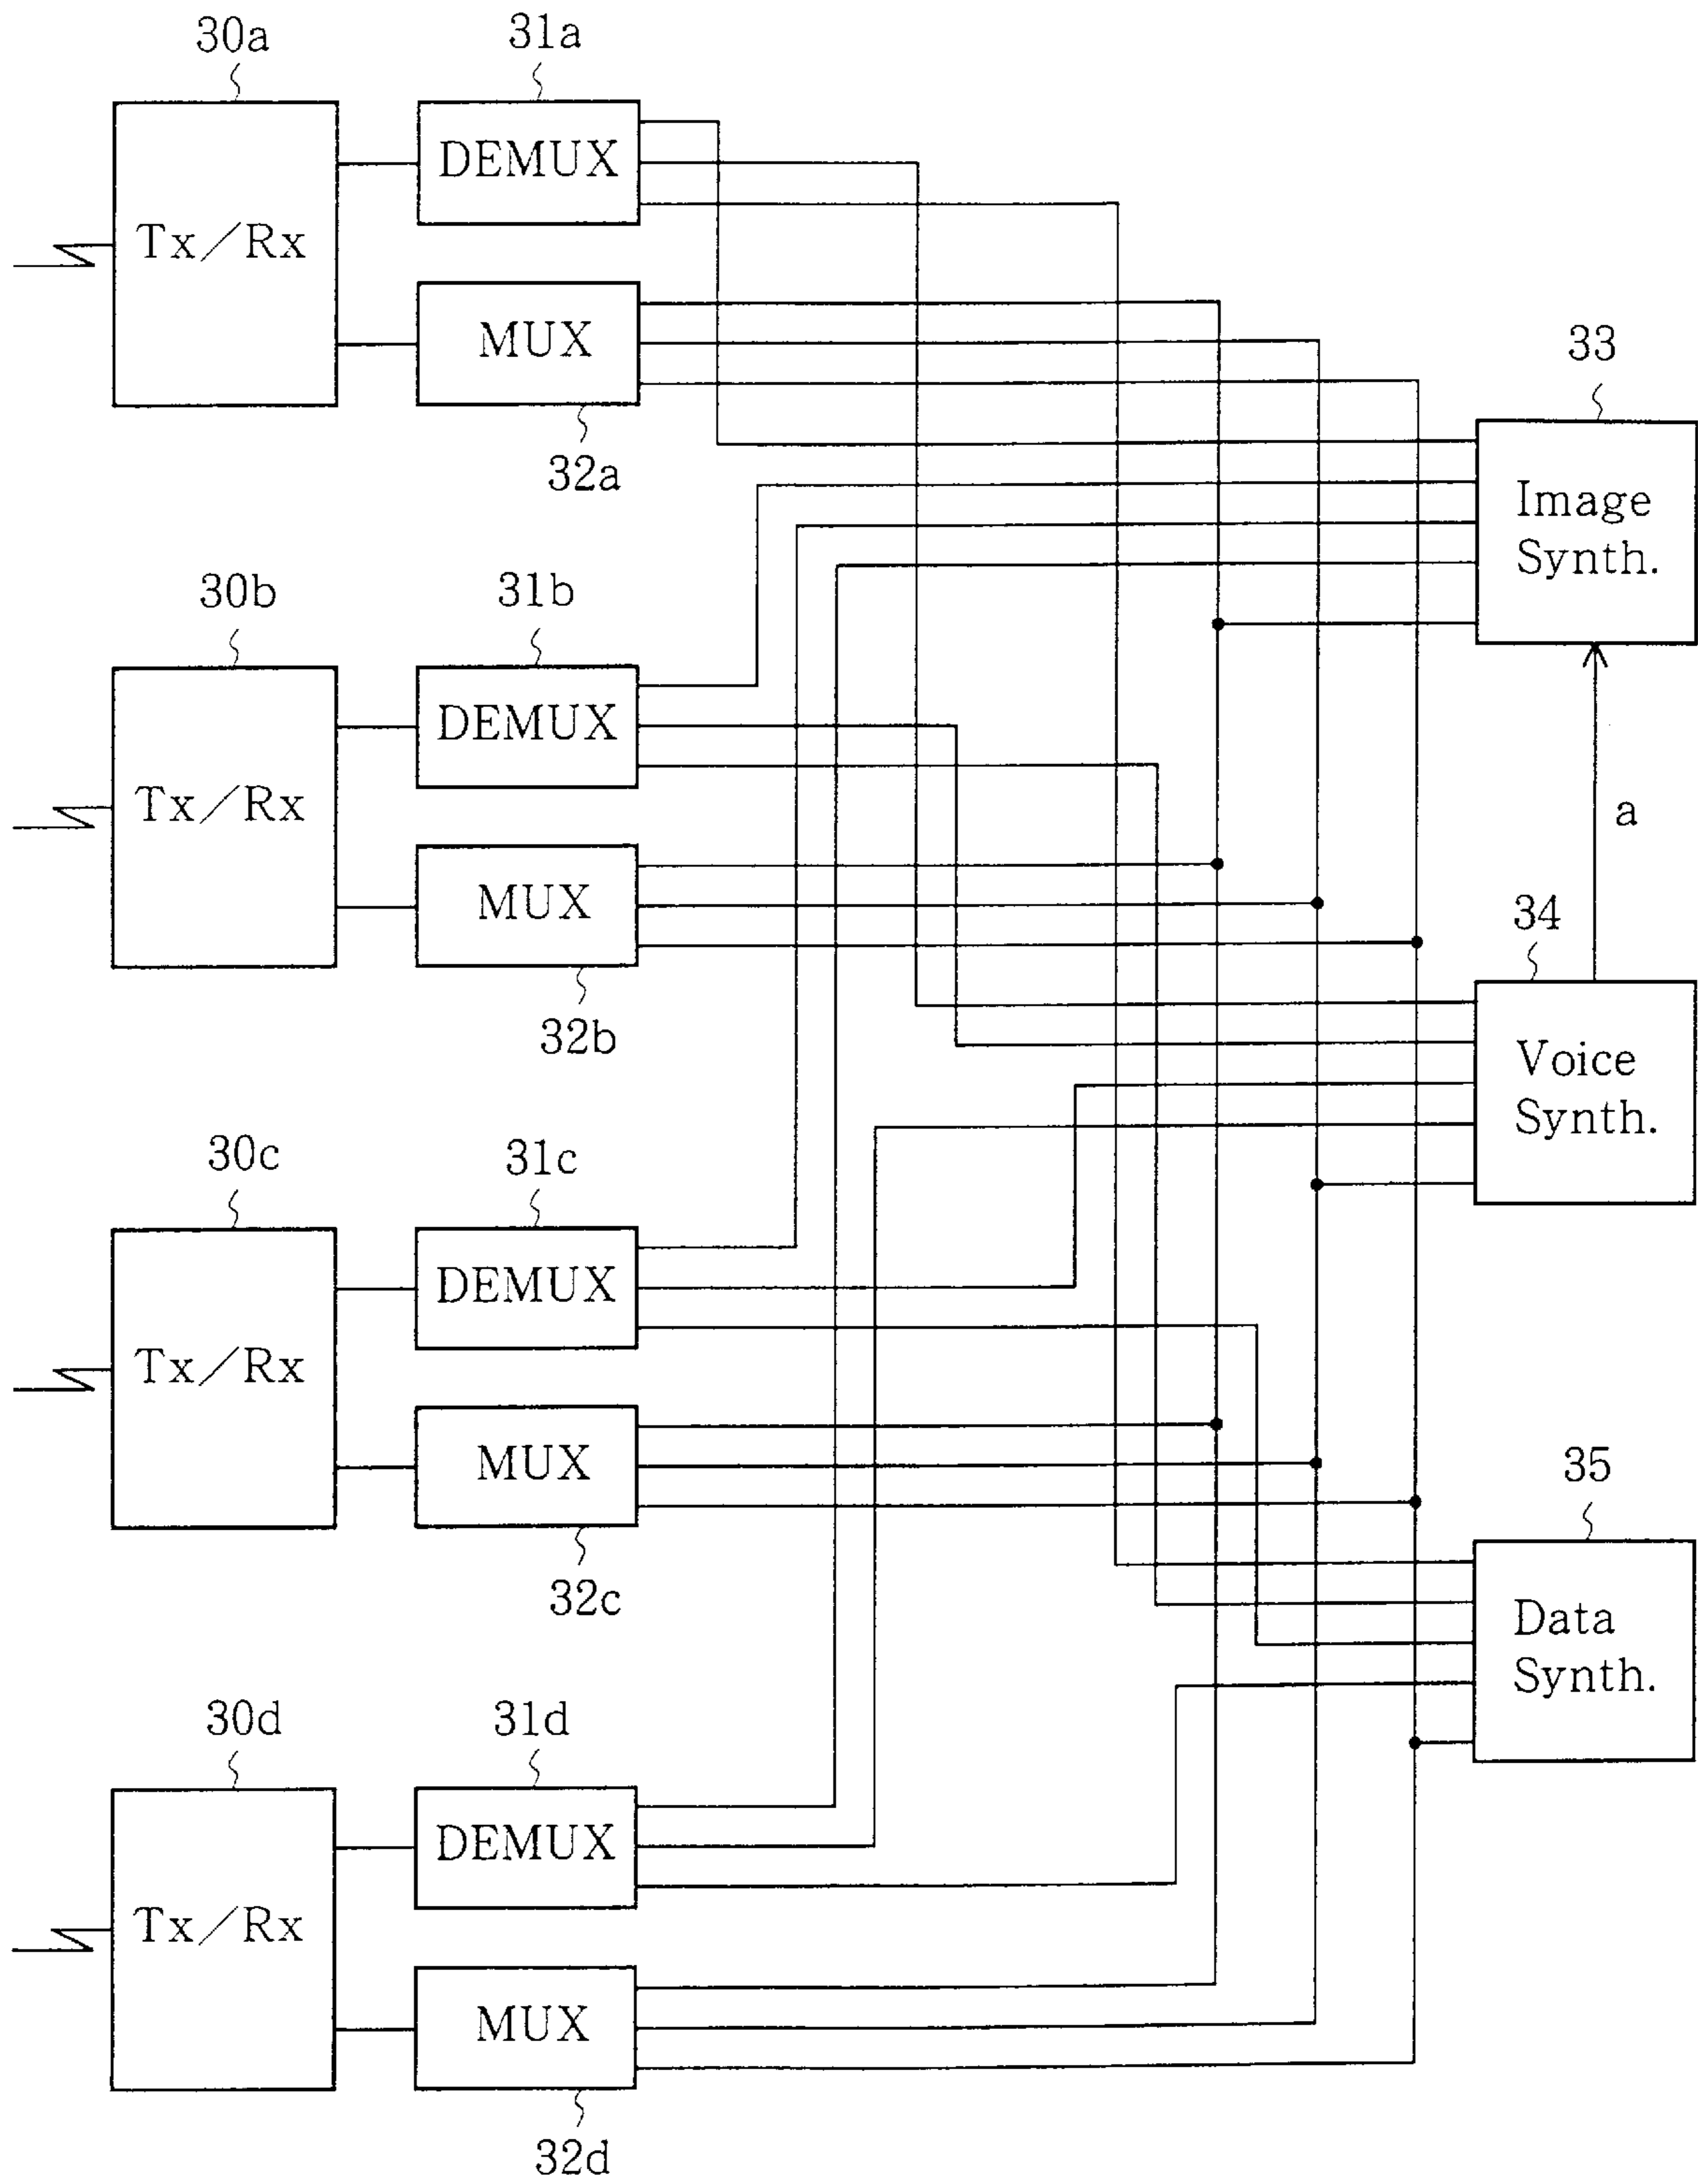 30a
31a
DEMUX
Tx/Rx
MUX
32a
33
Image
Synth.
30b
31b
DEMUX
Tx/Rx
MUX
32b
a
34
Voice
Synth.
30c
31c
DEMUX
Tx/Rx
MUX
32c
35
Data
Synth.
30d
31d
DEMUX
Tx/Rx
MUX
32d